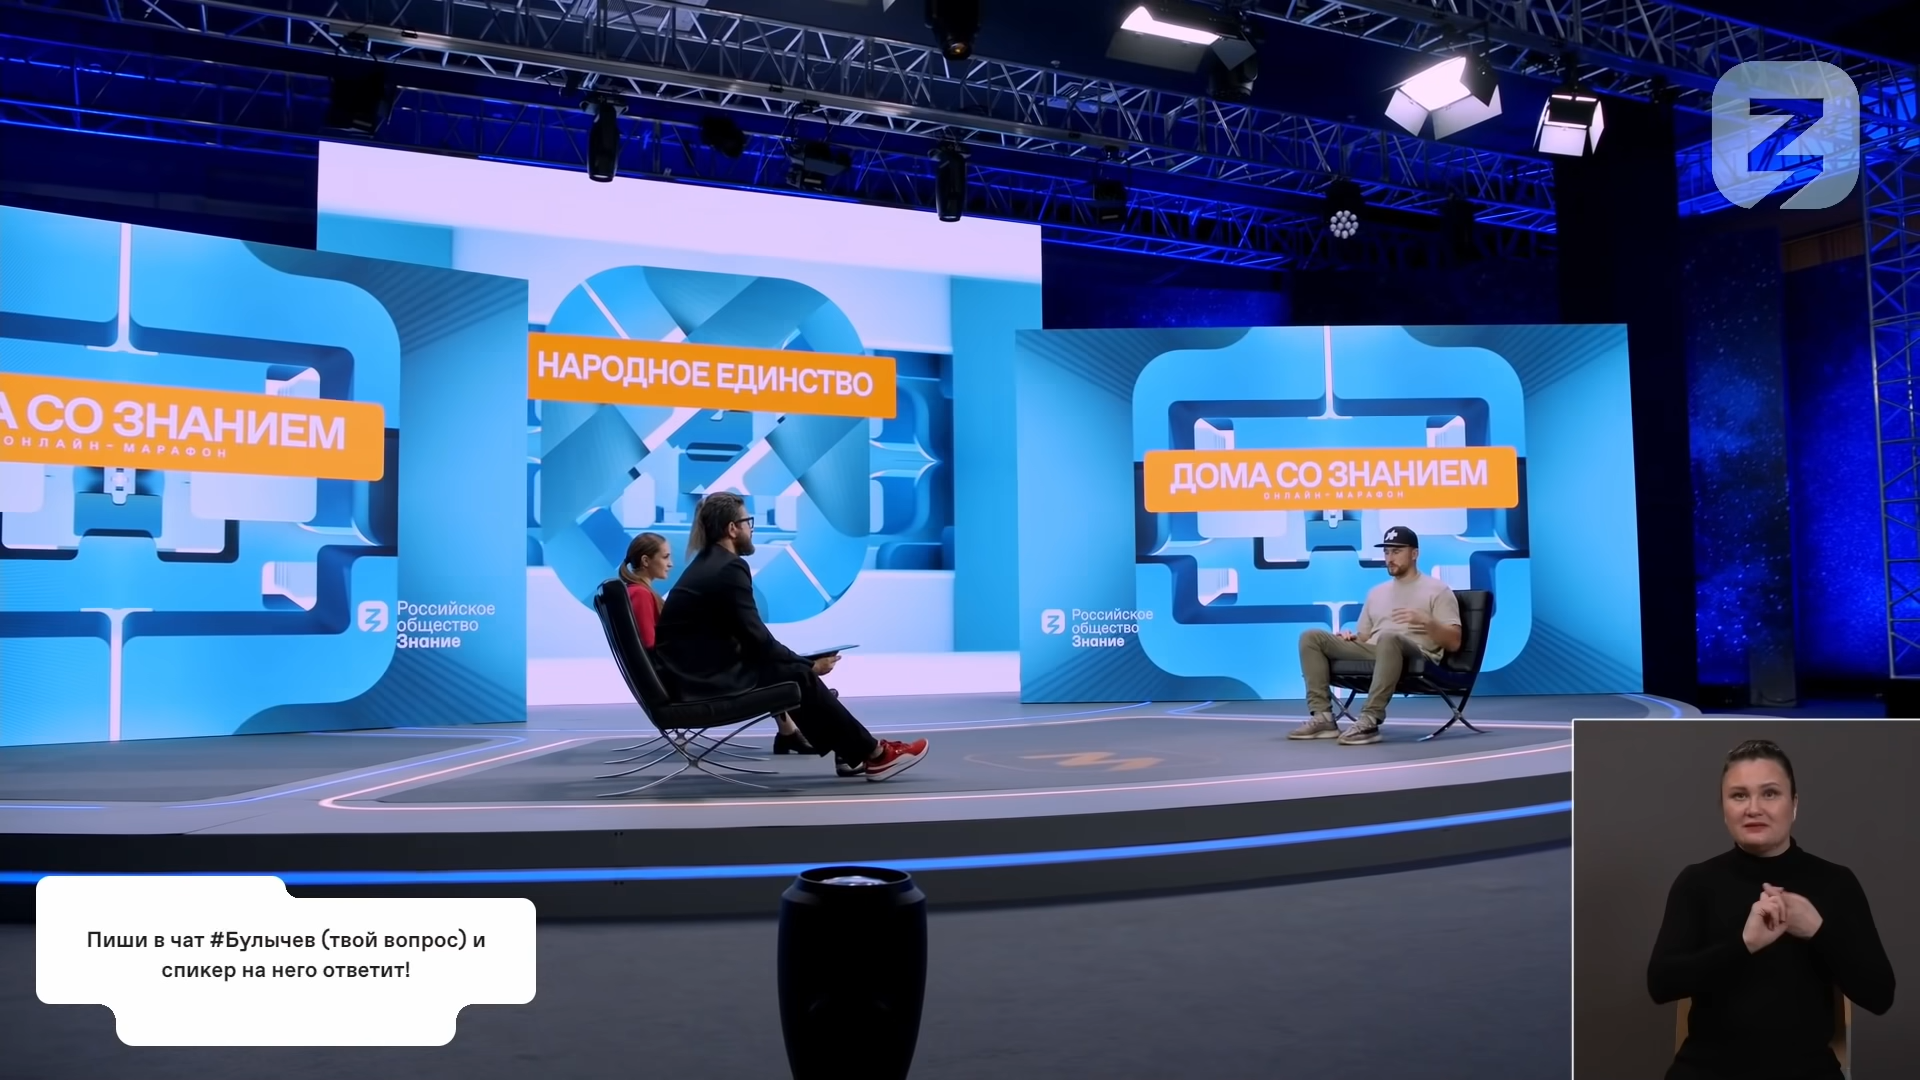 НАРОДНОЕ ЕДИНСТВО
А СО ЗНАНИЕМ
ОНЛАЙН-МАРАФОН
ДОМА СО ЗНАНИЕМ
ОНЛАЙН-МАРАФОН
Российское
общество
Знание
Российское
общество
Знание
Пиши в чат #Булычев (твой вопрос) и
спикер на него ответит!